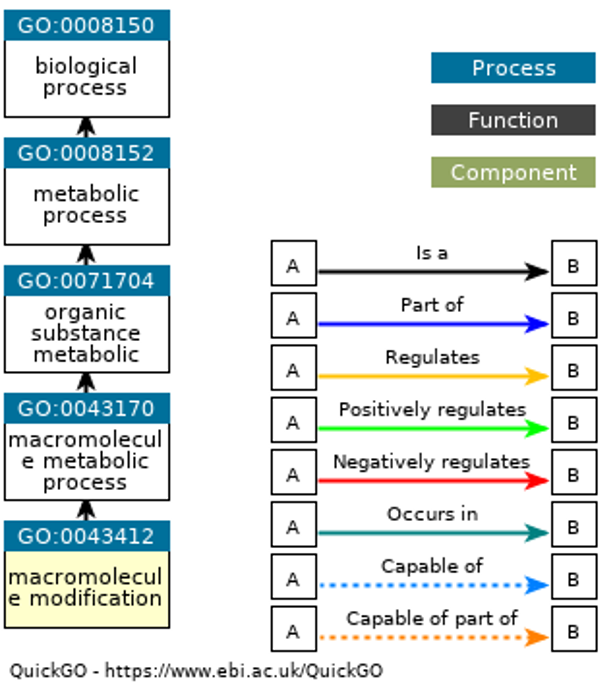 GO:0008150
biological
process
GO:0008152
metabolic
process
GO:0071704
organic
substance
metabolic
GO:0043170
macromolecul
e metabolic
process
GO:0043412
macromolecul
e modification
Process
Function
Component
A Is a B
A Part of B
A Regulates B
A Positively regulates B
A Negatively regulates B
A Occurs in B
A Capable of B
A Capable of part of B
QuickGO - https://www.ebi.ac.uk/QuickGO